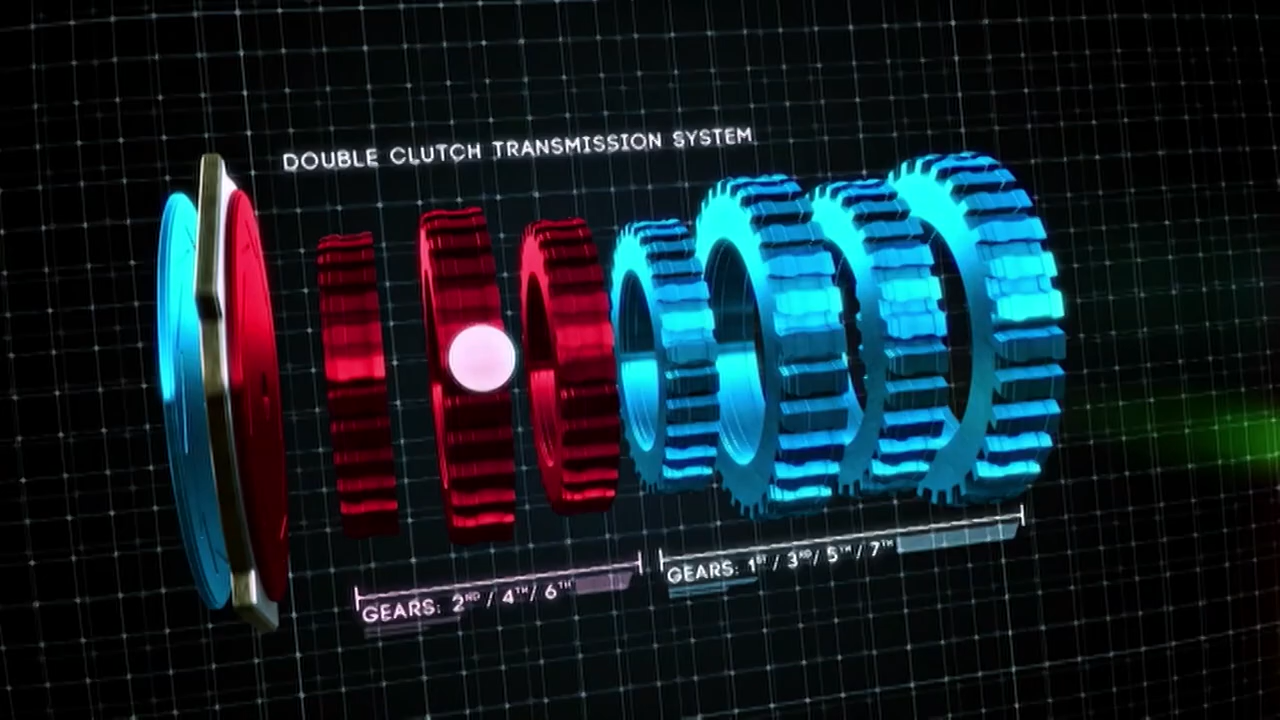 DOUBLE CLUTCH TRANSMISSION SYSTEM
GEARS: 2ND / 4TH / 6TH
GEARS: 1ST / 3RD / 5TH / 7TH